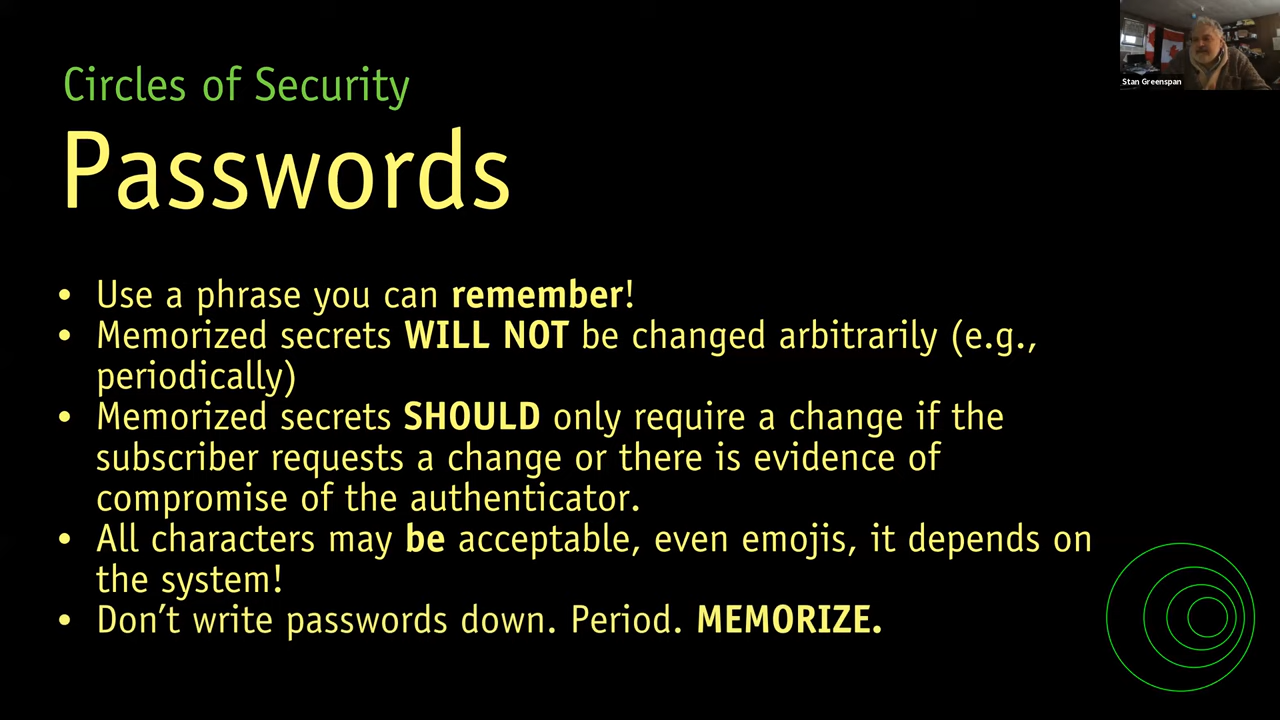 Circles of Security
Stan Greenspan
Passwords
• Use a phrase you can remember!
• Memorized secrets WILL NOT be changed arbitrarily (e.g.,
periodically)
• Memorized secrets SHOULD only require a change if the
subscriber requests a change or there is evidence of
compromise of the authenticator.
• All characters may be acceptable, even emojis, it depends on
the system!
• Don’t write passwords down. Period. MEMORIZE.